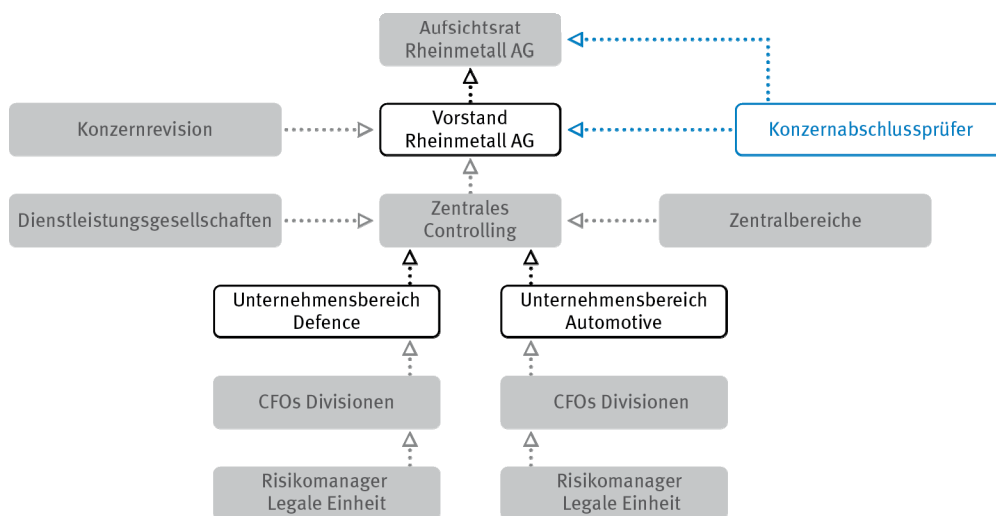 Aufsichtsrat
Rheinmetall AG
Konzernrevision
Vorstand
Rheinmetall AG
Konzernabschlussprüfer
Dienstleistungsgesellschaften
Zentrales
Controlling
Zentralbereiche
Unternehmensbereich
Defence
Unternehmensbereich
Automotive
CFOs Divisionen
CFOs Divisionen
Risikomanager
Legale Einheit
Risikomanager
Legale Einheit